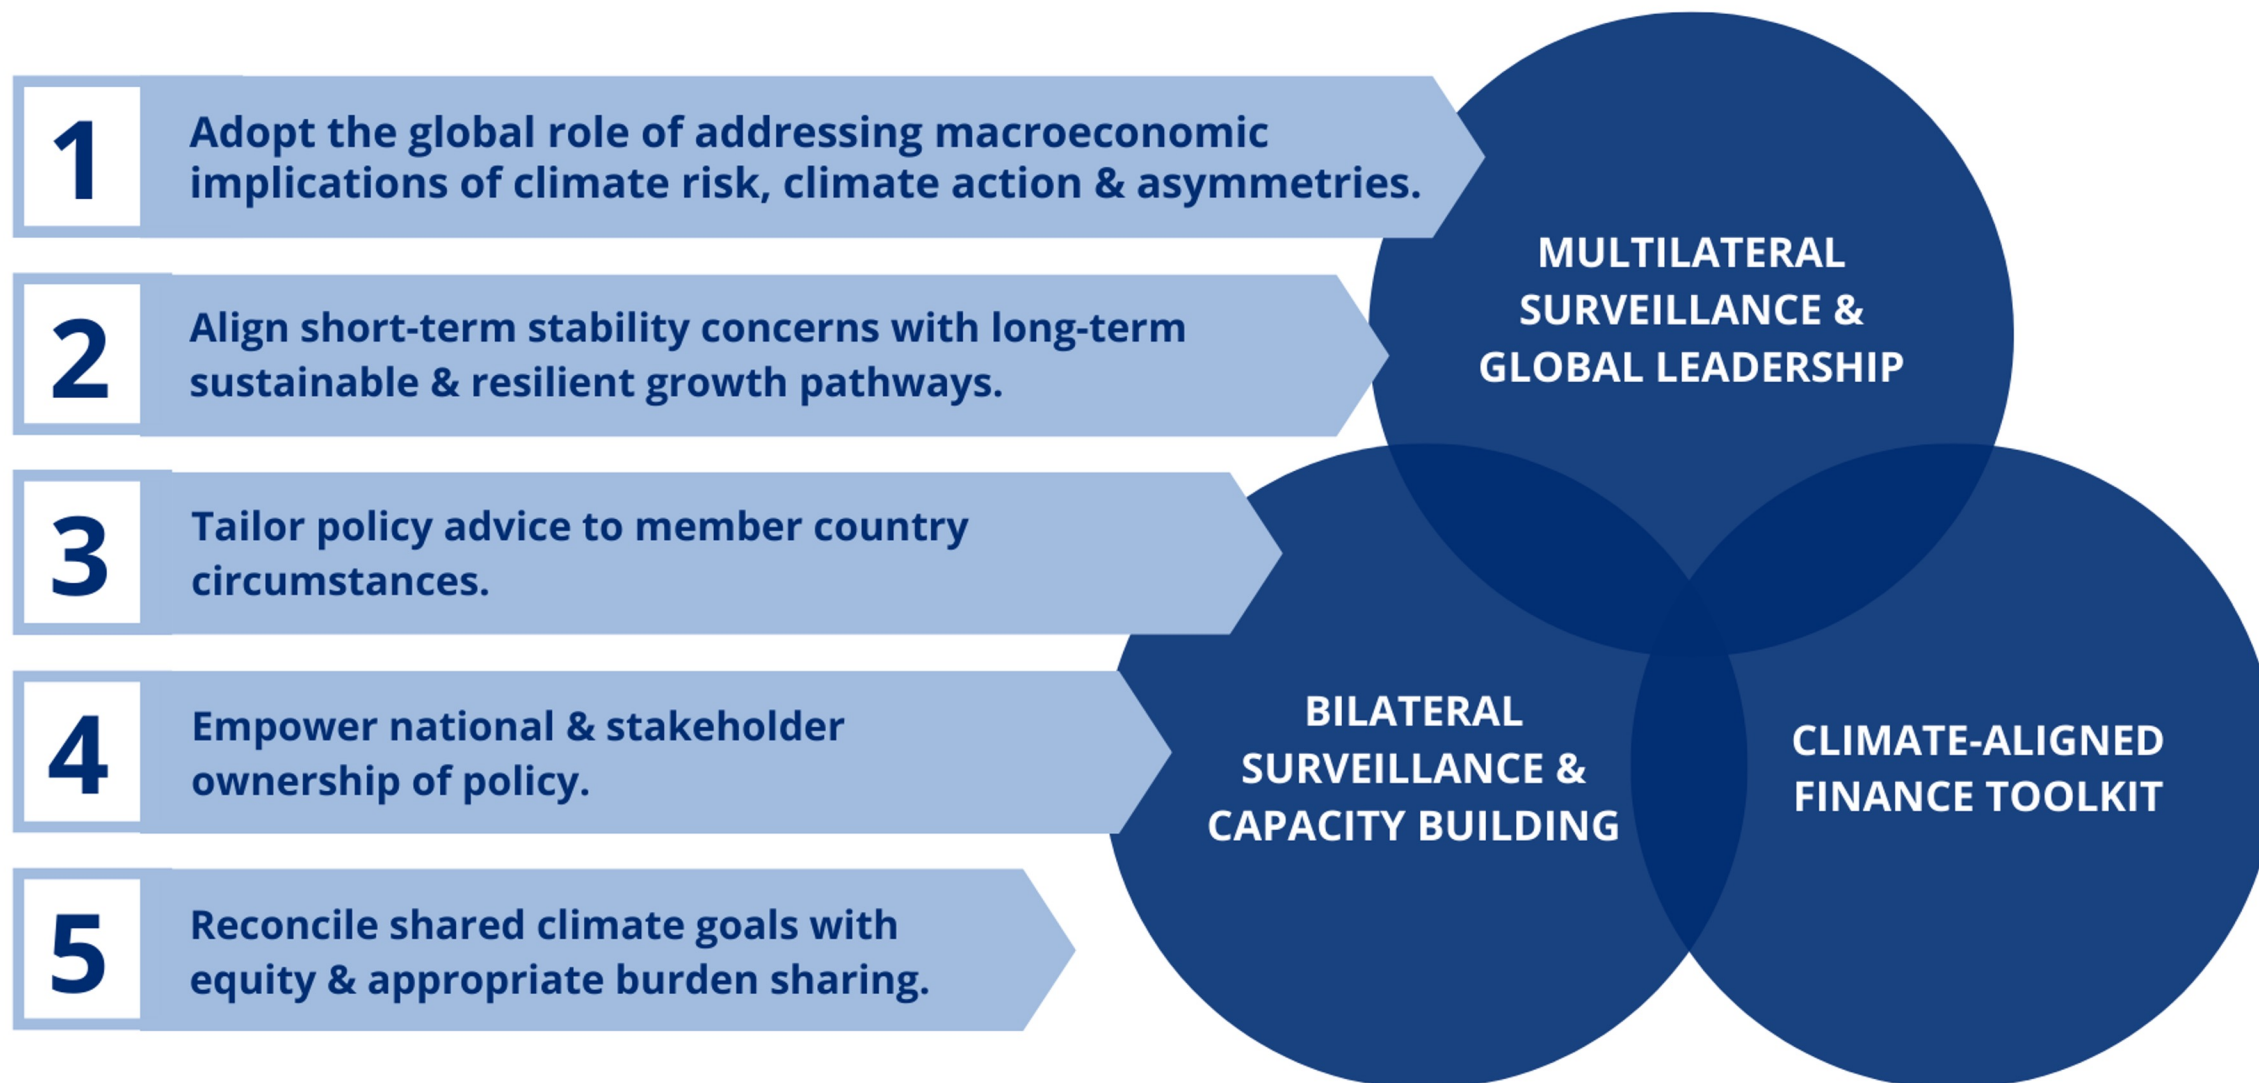 1
Adopt the global role of addressing macroeconomic
implications of climate risk, climate action & asymmetries.
2
Align short-term stability concerns with long-term
sustainable & resilient growth pathways.
3
Tailor policy advice to member country
circumstances.
4
Empower national & stakeholder
ownership of policy.
5
Reconcile shared climate goals with
equity & appropriate burden sharing.
MULTILATERAL
SURVEILLANCE &
GLOBAL LEADERSHIP
BILATERAL
SURVEILLANCE &
CAPACITY BUILDING
CLIMATE-ALIGNED
FINANCE TOOLKIT